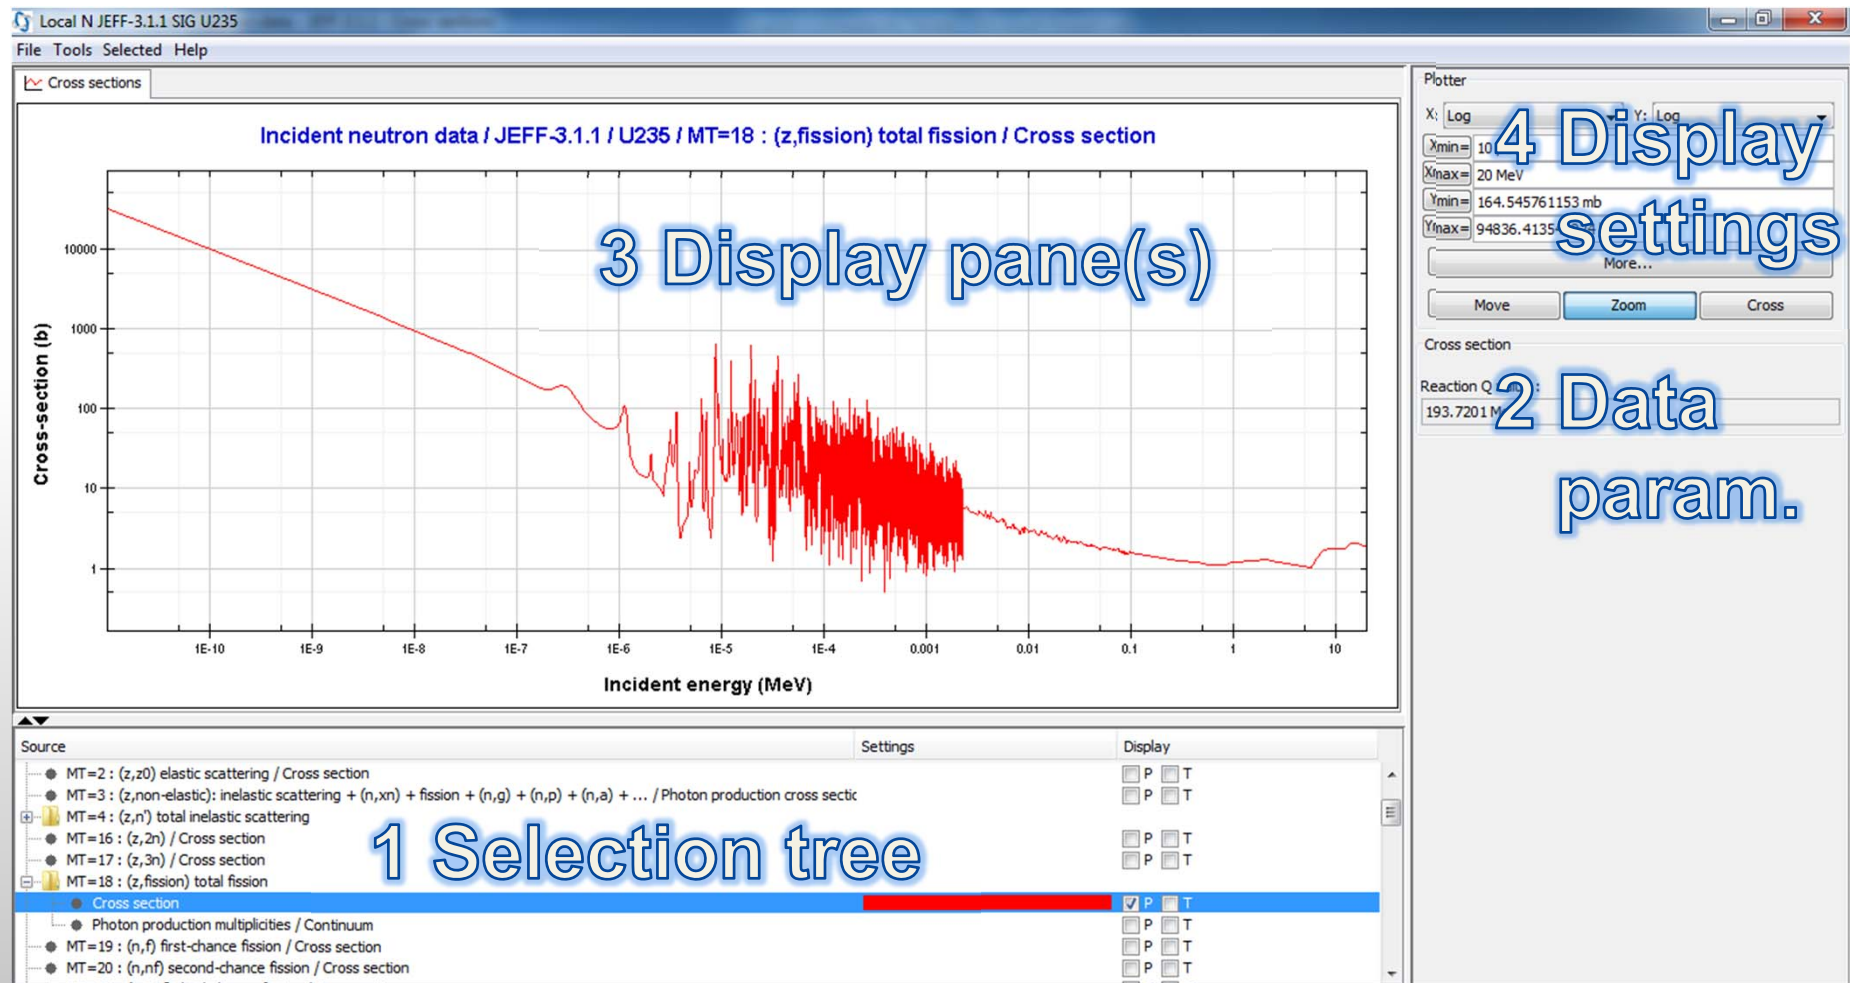 Local N JEFF-3.1.1 SIG U235
File Tools Selected Help
Cross sections
Incident neutron data / JEFF-3.1.1 / U235 / MT=18 : (z,fission) total fission / Cross section
Cross-section (b)
10000
1000
100
10
1
1E-10 1E-9 1E-8 1E-7 1E-6 1E-5 1E-4 0.001 0.01 0.1 1 10
Incident energy (MeV)
3 Display pane(s)
Plotter
X: Log Y: Log
Xmin= 10
Xmax= 20 MeV
Ymin= 164.545761153 mb
Ymax= 94836.4135
More...
Move Zoom Cross
4 Display
settings
Cross section
Reaction Q
193.7201
2 Data
param.
Source Settings Display
MT=2 : (z,z0) elastic scattering / Cross section P T
MT=3 : (z,non-elastic): inelastic scattering + (n,xn) + fission + (n,g) + (n,p) + (n,a) + ... / Photon production cross sectic P T
MT=4 : (z,n') total inelastic scattering
MT=16 : (z,2n) / Cross section P T
MT=17 : (z,3n) / Cross section P T
MT=18 : (z,fission) total fission
Cross section P T
Photon production multiplicities / Continuum P T
MT=19 : (n,f) first-chance fission / Cross section P T
MT=20 : (n,nf) second-chance fission / Cross section P T
1 Selection tree